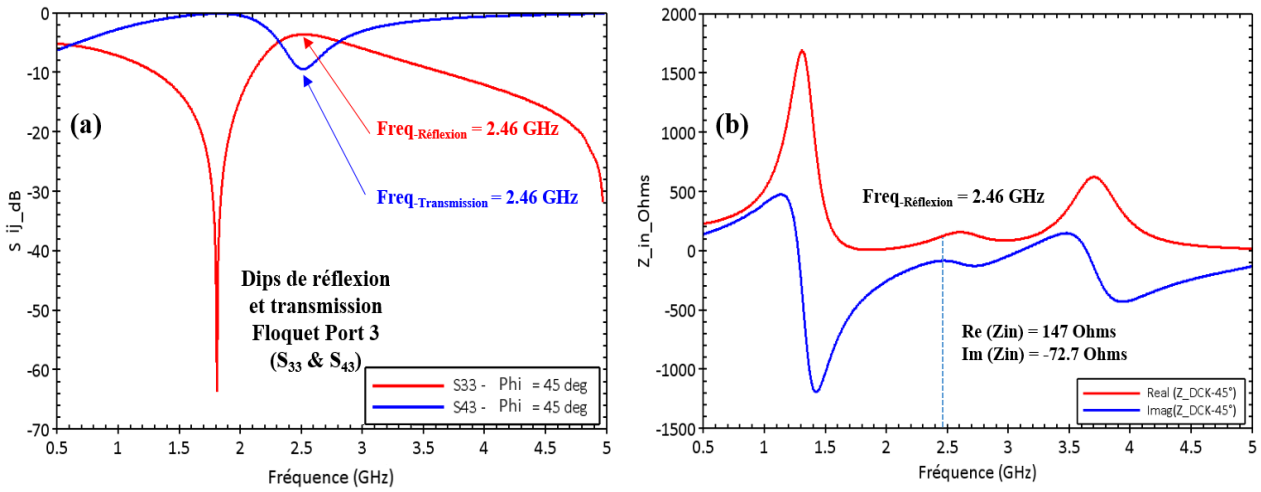 (a)
S_ij_dB
0
-10
-20
-30
-40
-50
-60
-70
0.5 1 1.5 2 2.5 3 3.5 4 4.5 5
Fréquence (GHz)
Freq-Réflexion = 2.46 GHz
Freq-Transmission = 2.46 GHz
Dips de réflexion
et transmission
Floquet Port 3
(S33 & S43)
S33 - Phi = 45 deg
S43 - Phi = 45 deg
(b)
Z_in_Ohms
2000
1500
1000
500
0
-500
-1000
-1500
0.5 1 1.5 2 2.5 3 3.5 4 4.5 5
Fréquence (GHz)
Freq-Réflexion = 2.46 GHz
Re (Zin) = 147 Ohms
Im (Zin) = -72.7 Ohms
Real (Z_DCK-45°)
Imag(Z_DCK-45°)